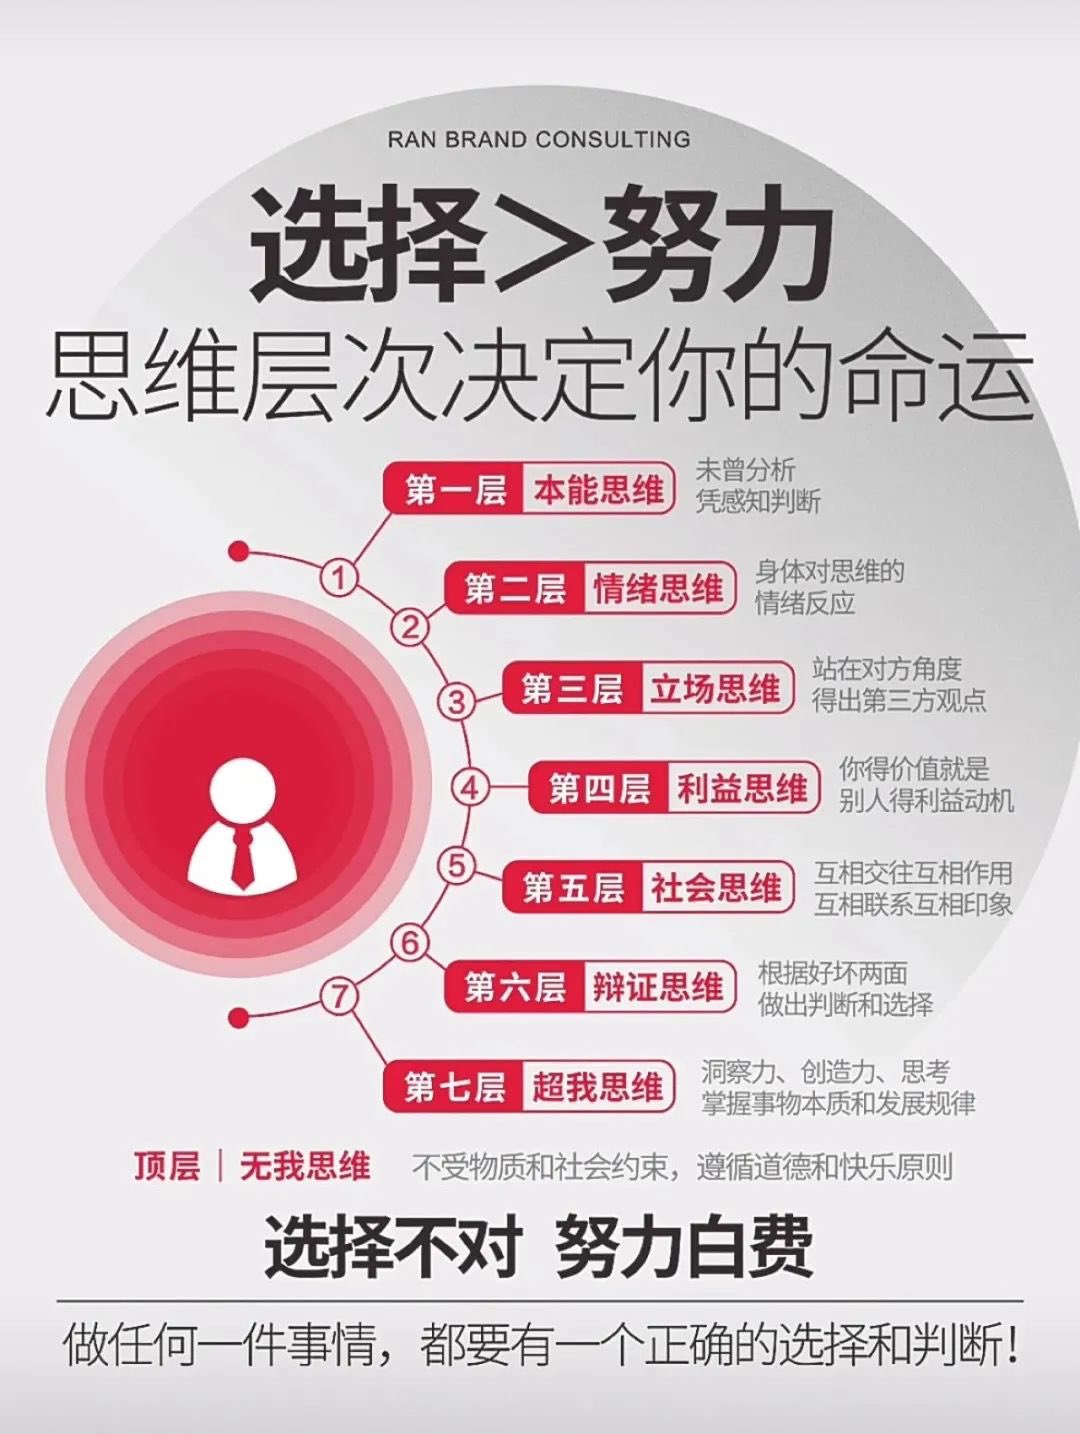 RAN BRAND CONSULTING
选择＞努力
思维层次决定你的命运
第一层 本能思维
未曾分析
凭感知判断
1
第二层 情绪思维
身体对思维的
情绪反应
2
第三层 立场思维
站在对方角度
得出第三方观点
3
第四层 利益思维
你得价值就是
别人得利益动机
4
第五层 社会思维
互相交往互相作用
互相联系互相印象
5
第六层 辩证思维
根据好坏两面
做出判断和选择
6
第七层 超我思维
洞察力、创造力、思考
掌握事物本质和发展规律
7
顶层｜无我思维 不受物质和社会约束，遵循道德和快乐原则
选择不对 努力白费
做任何一件事情，都要有一个正确的选择和判断！